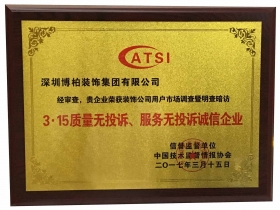 CATSI
深圳博柏装饰集团有限公司
经审查，贵企业荣获装饰公司用户市场调查暨明查暗访
3·15质量无投诉、服务无投诉诚信企业
信誉监督单位
中国技术监督情报协会
二〇一七年三月十五日